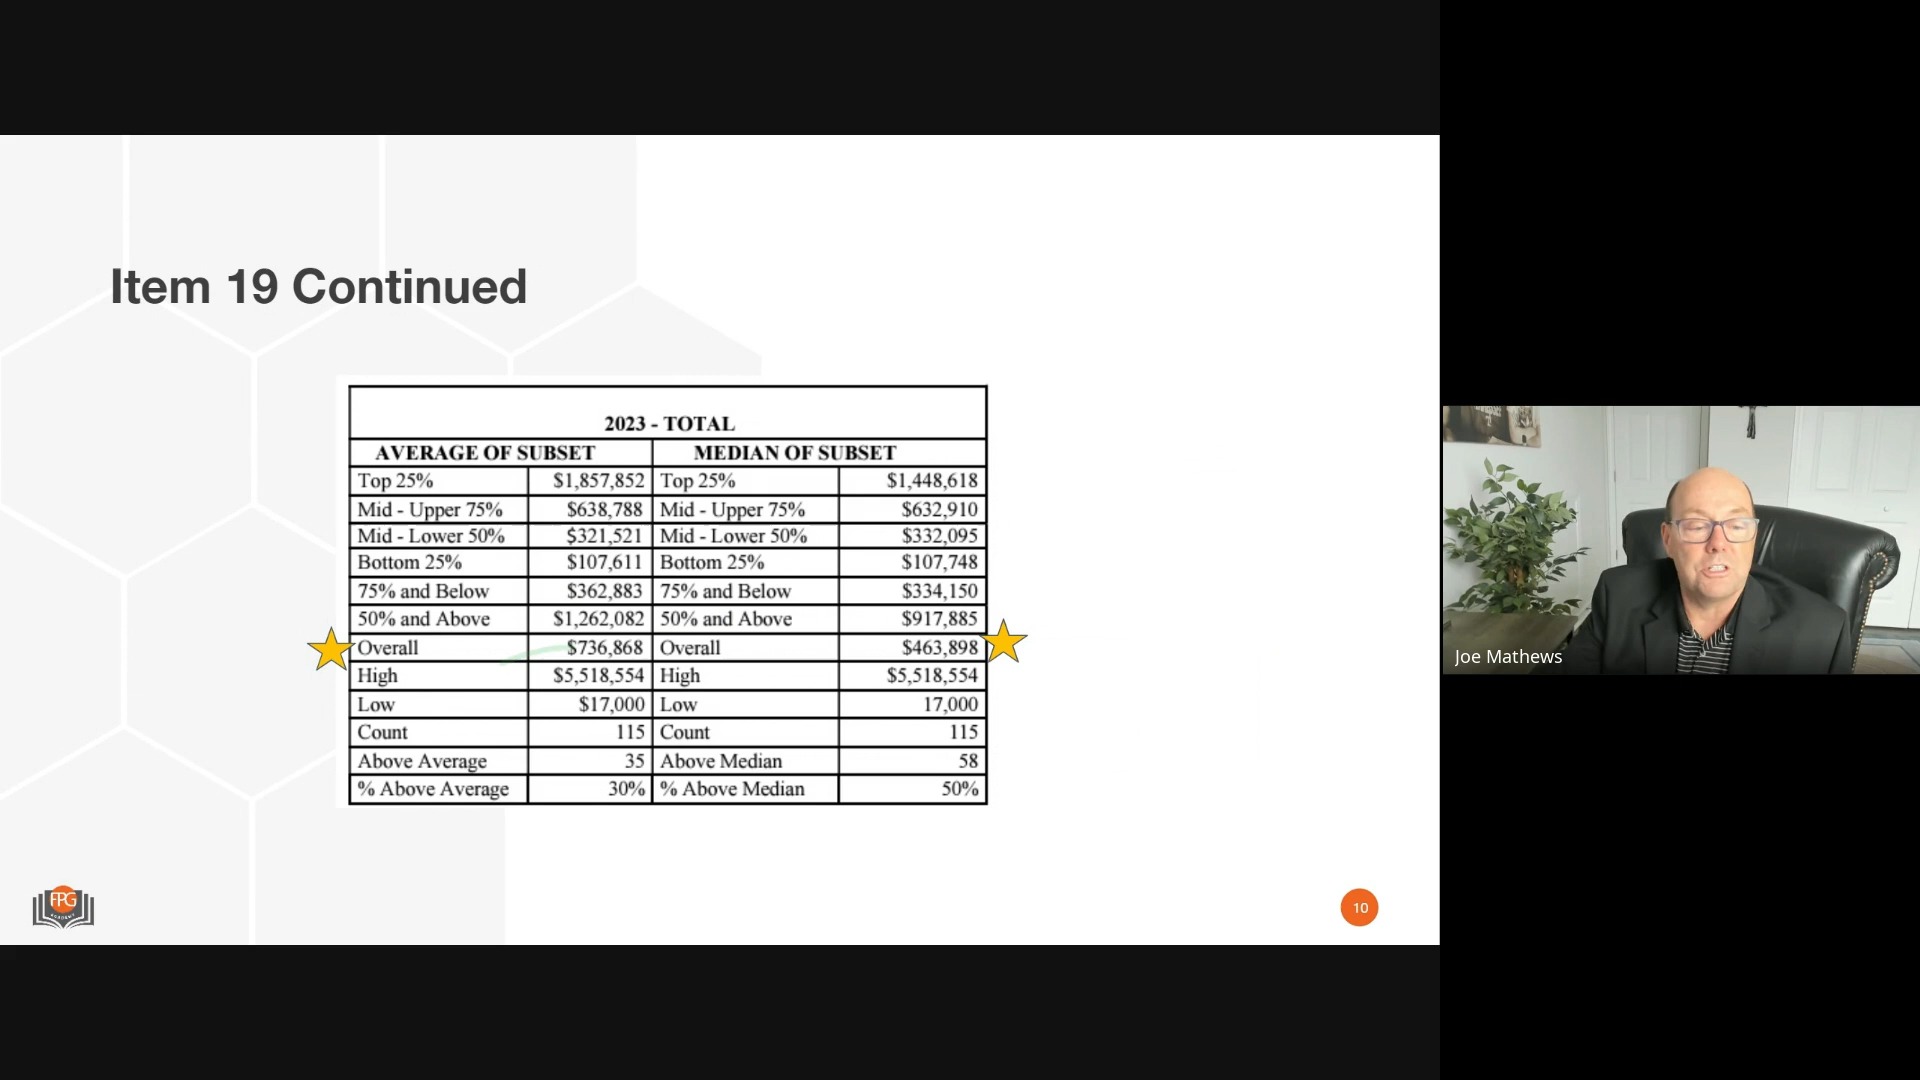 Item 19 Continued
2023 - TOTAL
AVERAGE OF SUBSET MEDIAN OF SUBSET
Top 25% $1,857,852 Top 25% $1,448,618
Mid - Upper 75% $638,788 Mid - Upper 75% $632,910
Mid - Lower 50% $321,521 Mid - Lower 50% $332,095
Bottom 25% $107,611 Bottom 25% $107,748
75% and Below $362,883 75% and Below $334,150
50% and Above $1,262,082 50% and Above $917,885
Overall $736,868 Overall $463,898
High $5,518,554 High $5,518,554
Low $17,000 Low 17,000
Count 115 Count 115
Above Average 35 Above Median 58
% Above Average 30% % Above Median 50%
Joe Mathews
FPG
ACADEMY
10